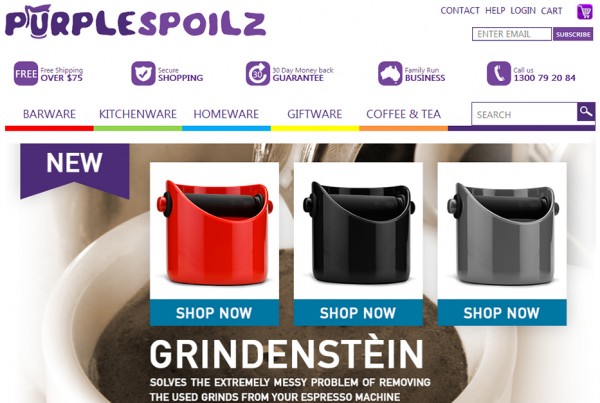 PURPLESPOILZ
CONTACT HELP LOGIN CART
ENTER EMAIL SUBSCRIBE
FREE Free Shipping OVER $75
Secure SHOPPING
30 30 Day Money back GUARANTEE
Family Run BUSINESS
Call us 1300 79 20 84
BARWARE KITCHENWARE HOMEWARE GIFTWARE COFFEE & TEA SEARCH
NEW
SHOP NOW SHOP NOW SHOP NOW
GRINDENSTÈIN
SOLVES THE EXTREMELY MESSY PROBLEM OF REMOVING
THE USED GRINDS FROM YOUR ESPRESSO MACHINE